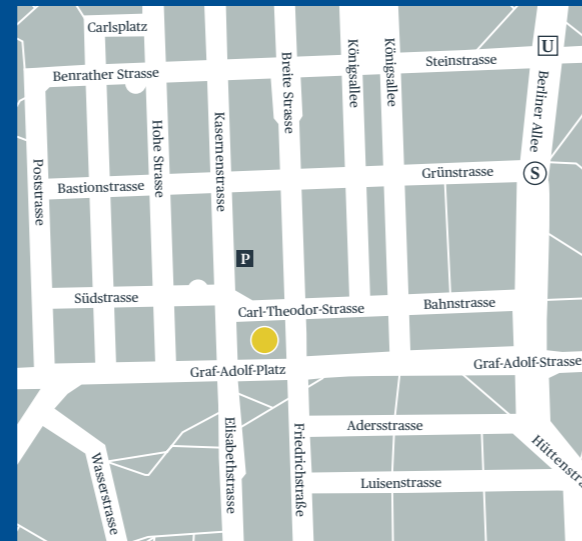 Carlsplatz
Benrather Strasse
Steinstrasse
U
Königsallee
Königsallee
Breite Strasse
Berliner Allee
Hohe Strasse
Kasernenstrasse
Poststrasse
Bastionstrasse
Grünstrasse
S
P
Südstrasse
Carl-Theodor-Strasse
Bahnstrasse
Graf-Adolf-Platz
Graf-Adolf-Strasse
Elisabethstrasse
Friedrichstraße
Adersstrasse
Hüttenstra
Wasserstrasse
Luisenstrasse